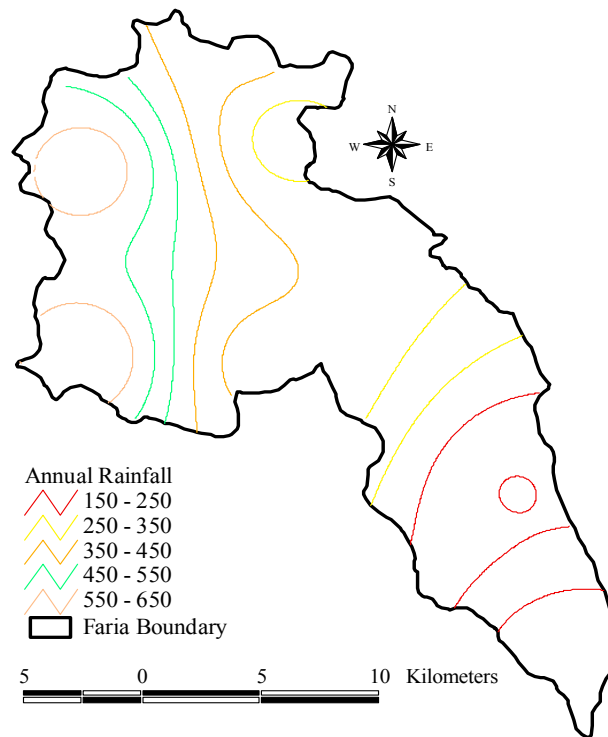 N
W E
S
Annual Rainfall
150 - 250
250 - 350
350 - 450
450 - 550
550 - 650
Faria Boundary
5 0 5 10 Kilometers